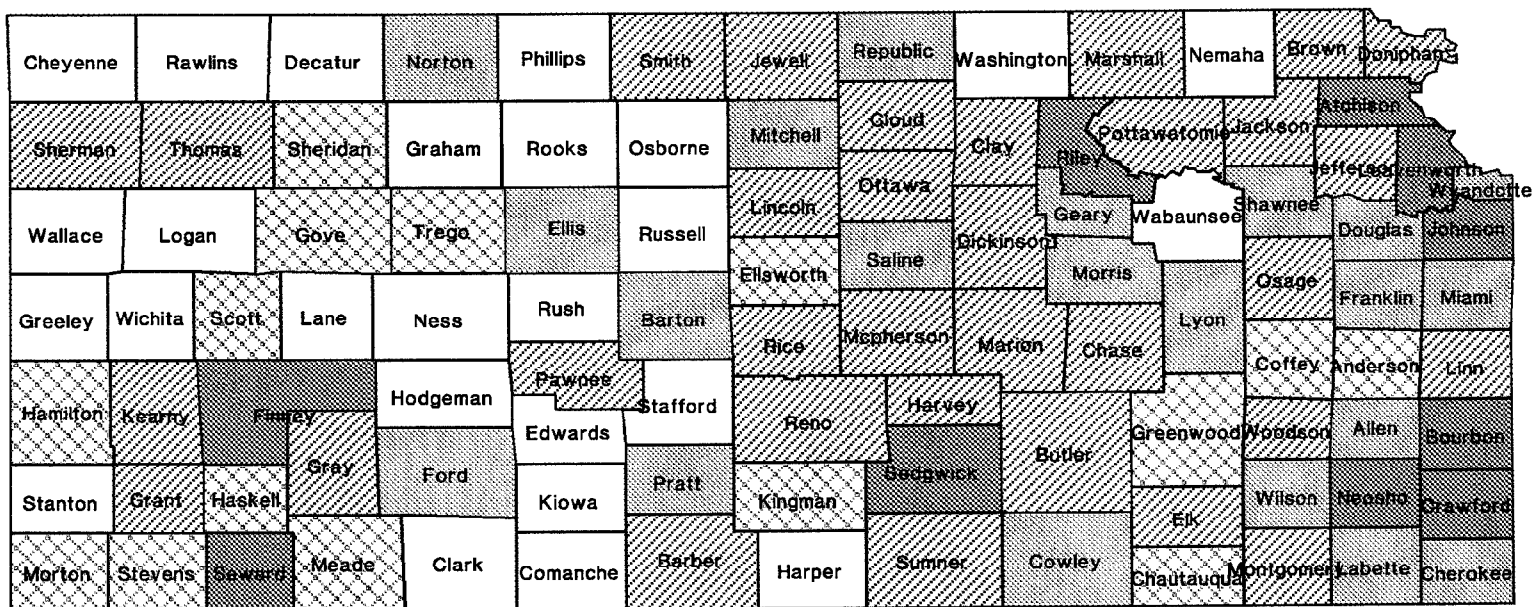 Cheyenne
Rawlins
Decatur
Norton
Phillips
Smith
Jewell
Republic
Washington
Marshall
Nemaha
Brown
Doniphan
Sherman
Thomas
Sheridan
Graham
Rooks
Osborne
Mitchell
Cloud
Clay
Riley
Pottawatomie
Jackson
Atchison
Jefferson
Leavenworth
Wyandotte
Wallace
Logan
Gove
Trego
Ellis
Russell
Lincoln
Ottawa
Dickinson
Geary
Wabaunsee
Shawnee
Douglas
Johnson
Greeley
Wichita
Scott
Lane
Ness
Rush
Barton
Ellsworth
Saline
Morris
Osage
Franklin
Miami
Rice
Mcpherson
Marion
Chase
Lyon
Coffey
Anderson
Linn
Hamilton
Kearny
Finney
Hodgeman
Pawnee
Stafford
Reno
Harvey
Edwards
Gray
Ford
Butler
Greenwood
Woodson
Allen
Bourbon
Stanton
Grant
Haskell
Kiowa
Pratt
Kingman
Sedgwick
Elk
Wilson
Neosho
Crawford
Morton
Stevens
Seward
Meade
Clark
Comanche
Barber
Harper
Sumner
Cowley
Chautauqua
Montgomery
Labette
Cherokee